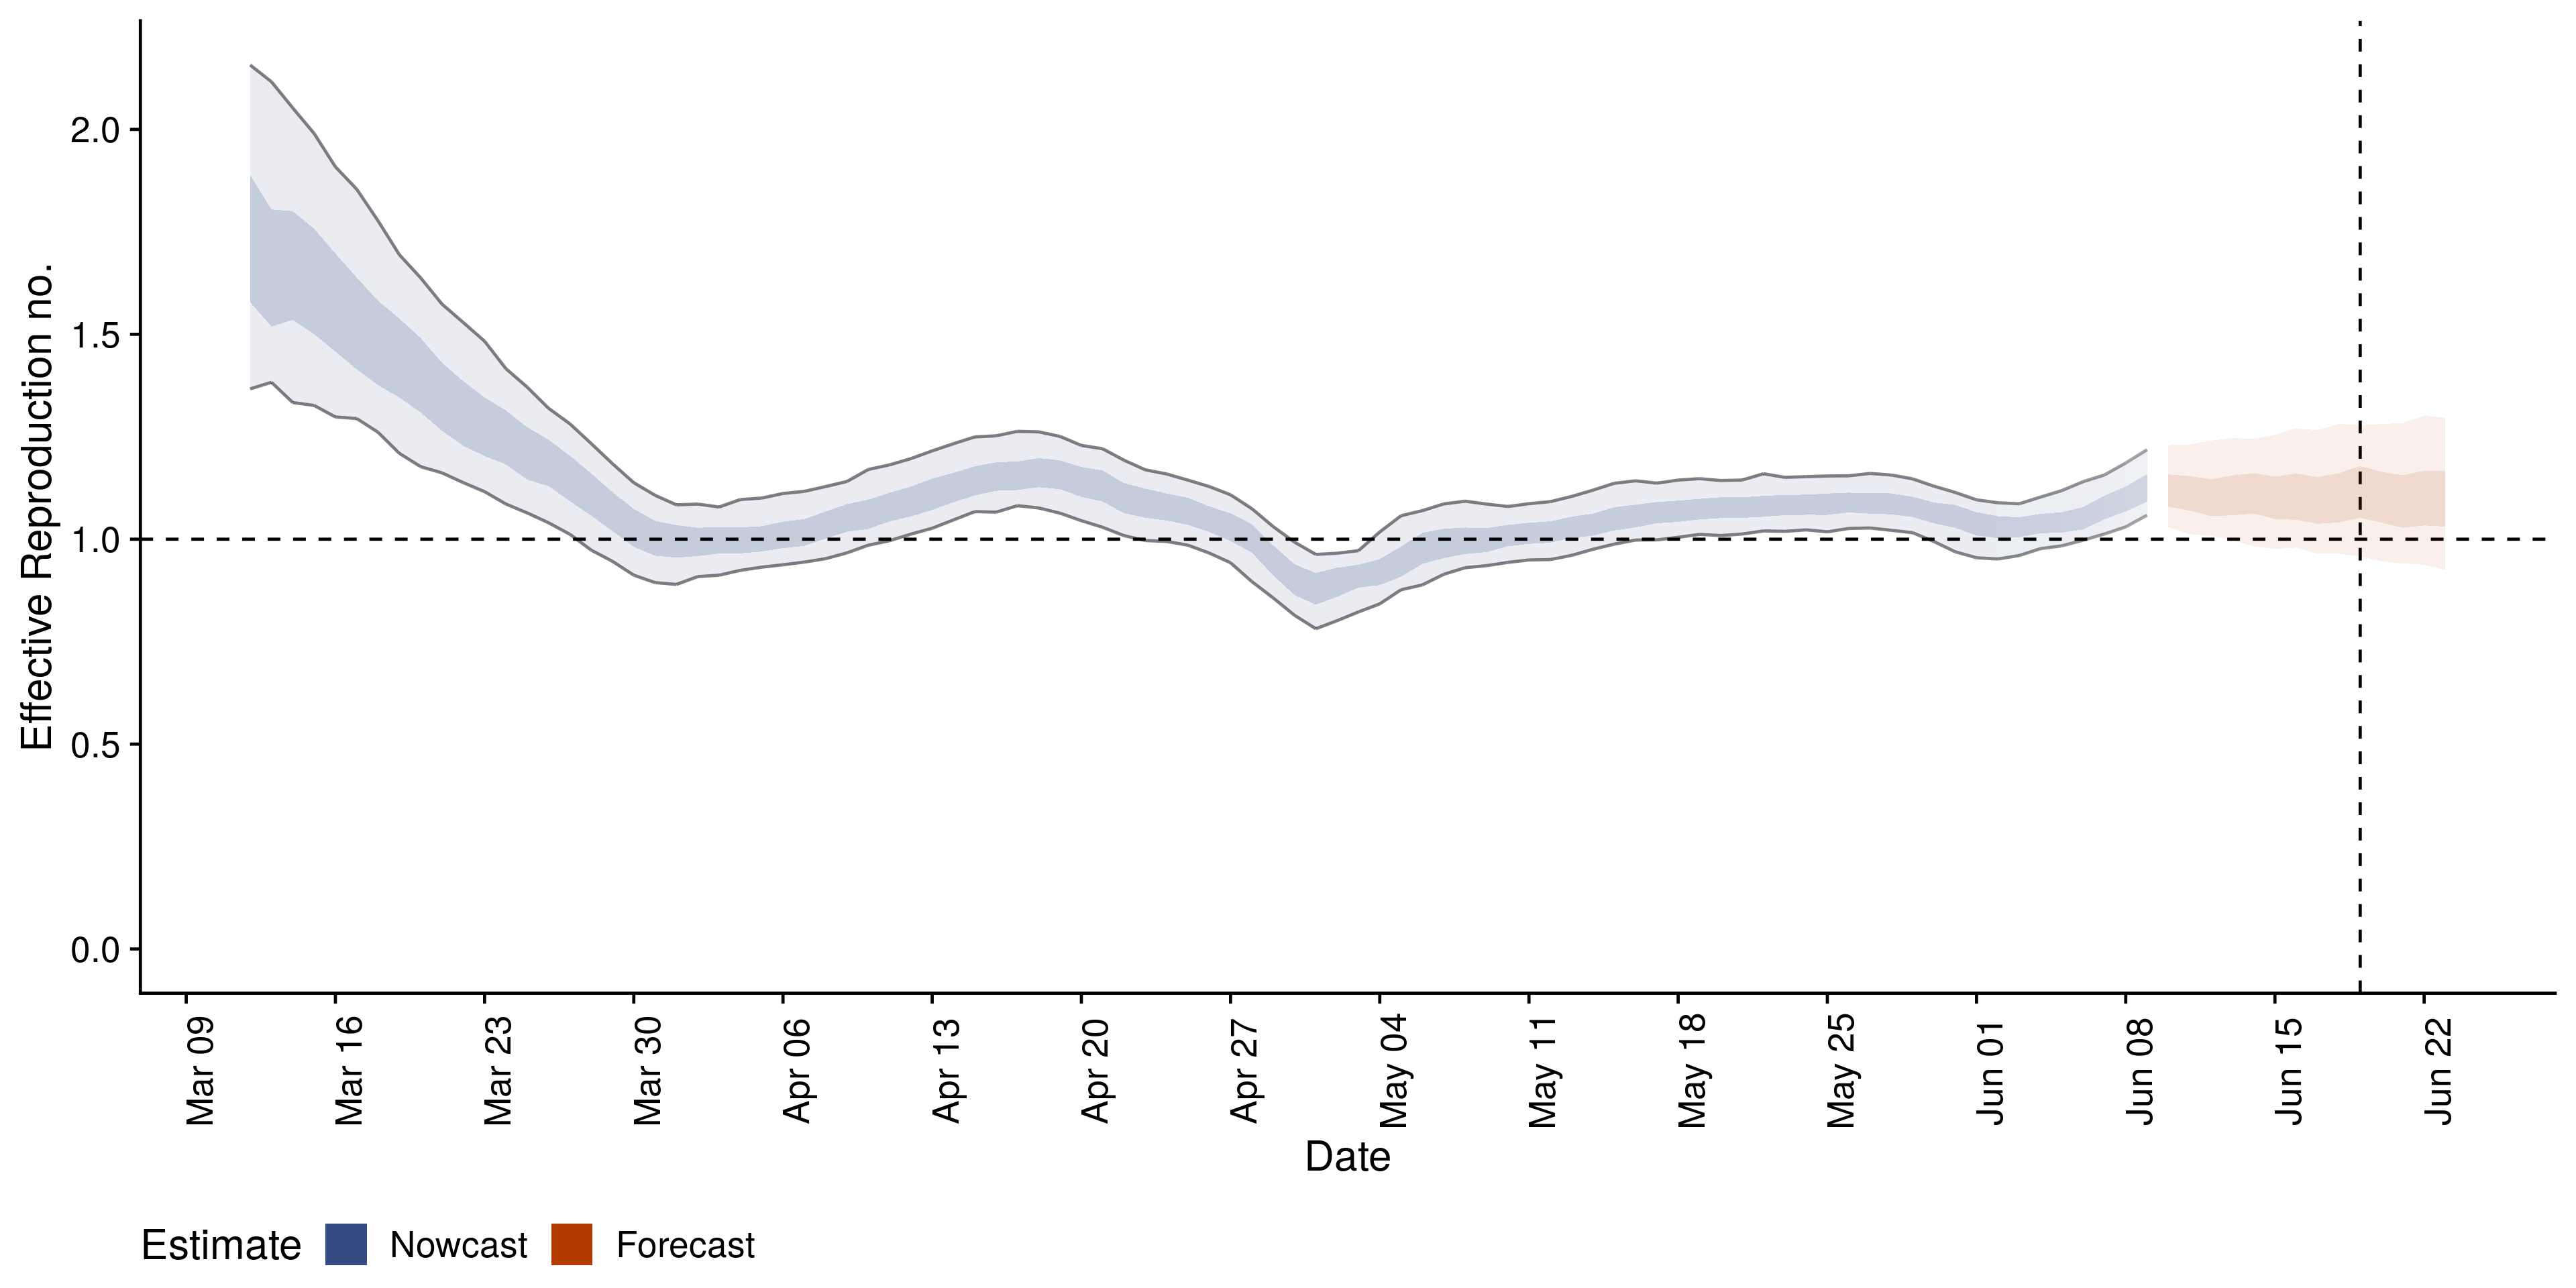 Effective Reproduction no.
2.0
1.5
1.0
0.5
0.0
Mar 09
Mar 16
Mar 23
Mar 30
Apr 06
Apr 13
Apr 20
Apr 27
May 04
May 11
May 18
May 25
Jun 01
Jun 08
Jun 15
Jun 22
Date
Estimate Nowcast Forecast